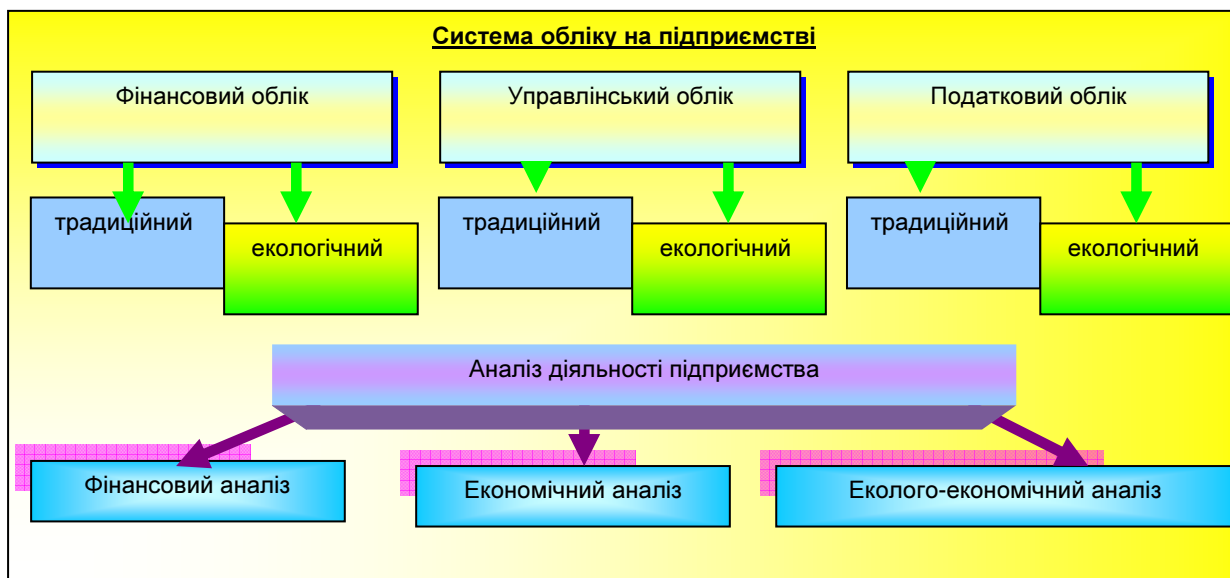 Система обліку на підприємстві
Фінансовий облік
Управлінський облік
Податковий облік
традиційний
екологічний
традиційний
екологічний
традиційний
екологічний
Аналіз діяльності підприємства
Фінансовий аналіз
Економічний аналіз
Еколого-економічний аналіз